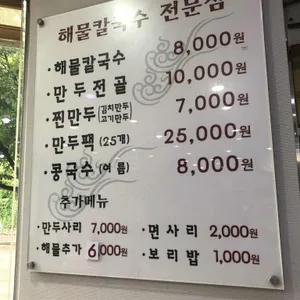 해물칼국수 전문점
·해물칼국수 8,000원
·만두전골 10,000원
·찐만두 [김치만두 고기만두] 7,000원
·만두팩 (25개) 25,000원
·콩국수 (여름) 8,000원
추가메뉴
·만두사리 7,000원 ·면사리 2,000원
·해물추가 6,000원 ·보리밥 1,000원